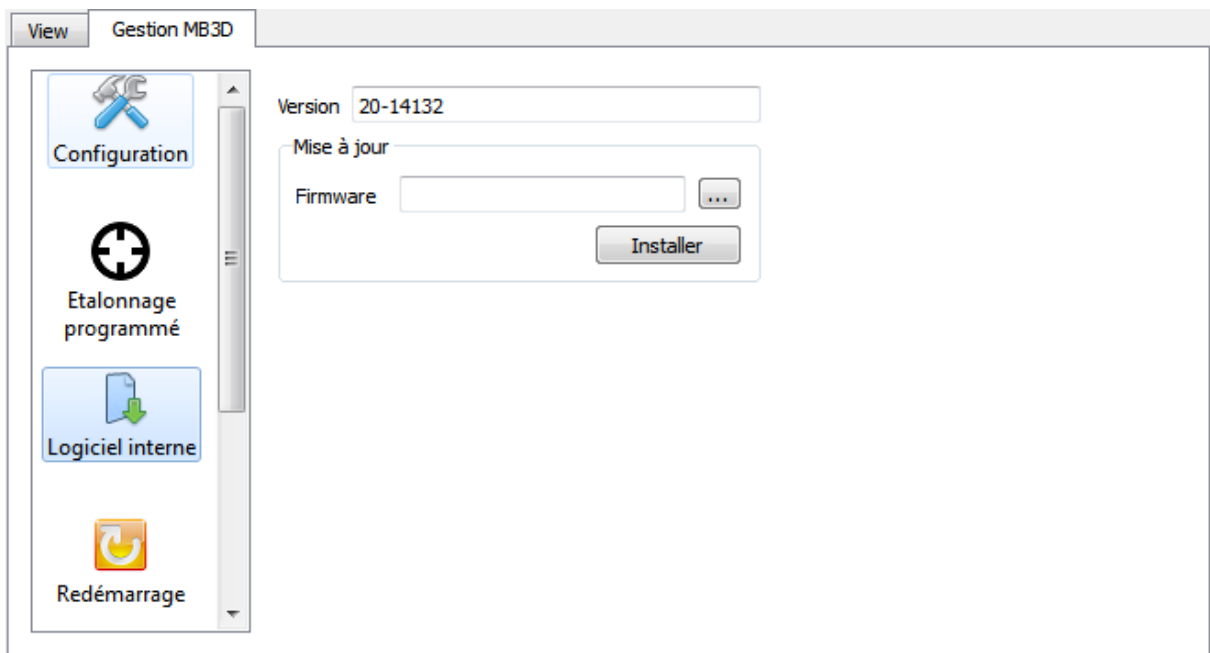 View
Gestion MB3D
Configuration
Etalonnage
programmé
Logiciel interne
Redémarrage
Version 20-14132
Mise à jour
Firmware
...
Installer